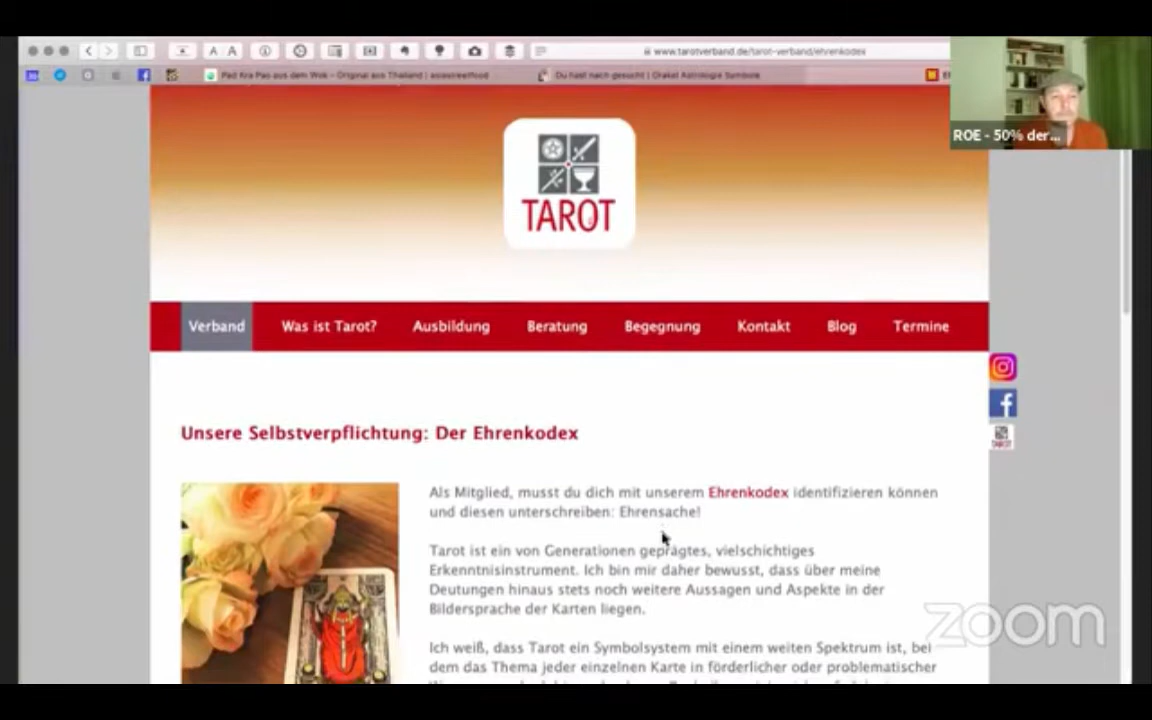 www.tarotverband.de/tarot-verband/ehrenkodex
Pad Kra Pao aus dem Wok - Original aus Thailand | asiastreetfood
Du hast nach gesucht | Orakel Astrologie Symbole
ROE - 50% der...
TAROT
Verband Was ist Tarot? Ausbildung Beratung Begegnung Kontakt Blog Termine
Unsere Selbstverpflichtung: Der Ehrenkodex
Als Mitglied, musst du dich mit unserem Ehrenkodex identifizieren können
und diesen unterschreiben: Ehrensache!
Tarot ist ein von Generationen geprägtes, vielschichtiges
Erkenntnisinstrument. Ich bin mir daher bewusst, dass über meine
Deutungen hinaus stets noch weitere Aussagen und Aspekte in der
Bildersprache der Karten liegen.
Ich weiß, dass Tarot ein Symbolsystem mit einem weiten Spektrum ist, bei
dem das Thema jeder einzelnen Karte in förderlicher oder problematischer
zoom
TAROT